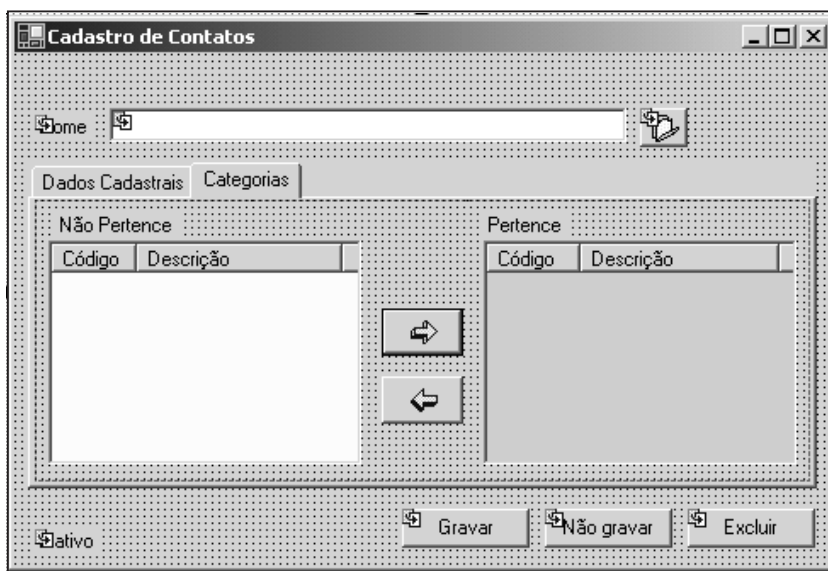 Cadastro de Contatos
ome
Dados Cadastrais Categorias
Não Pertence Pertence
Código Descrição Código Descrição
Gravar Não gravar Excluir
ativo